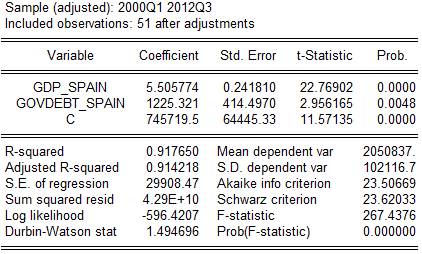 Sample (adjusted): 2000Q1 2012Q3
Included observations: 51 after adjustments
Variable Coefficient Std. Error t-Statistic Prob.
GDP_SPAIN 5.505774 0.241810 22.76902 0.0000
GOVDEBT_SPAIN 1225.321 414.4970 2.956165 0.0048
C 745719.5 64445.33 11.57135 0.0000
R-squared 0.917650 Mean dependent var 2050837.
Adjusted R-squared 0.914218 S.D. dependent var 102116.7
S.E. of regression 29908.47 Akaike info criterion 23.50669
Sum squared resid 4.29E+10 Schwarz criterion 23.62033
Log likelihood -596.4207 F-statistic 267.4376
Durbin-Watson stat 1.494696 Prob(F-statistic) 0.000000